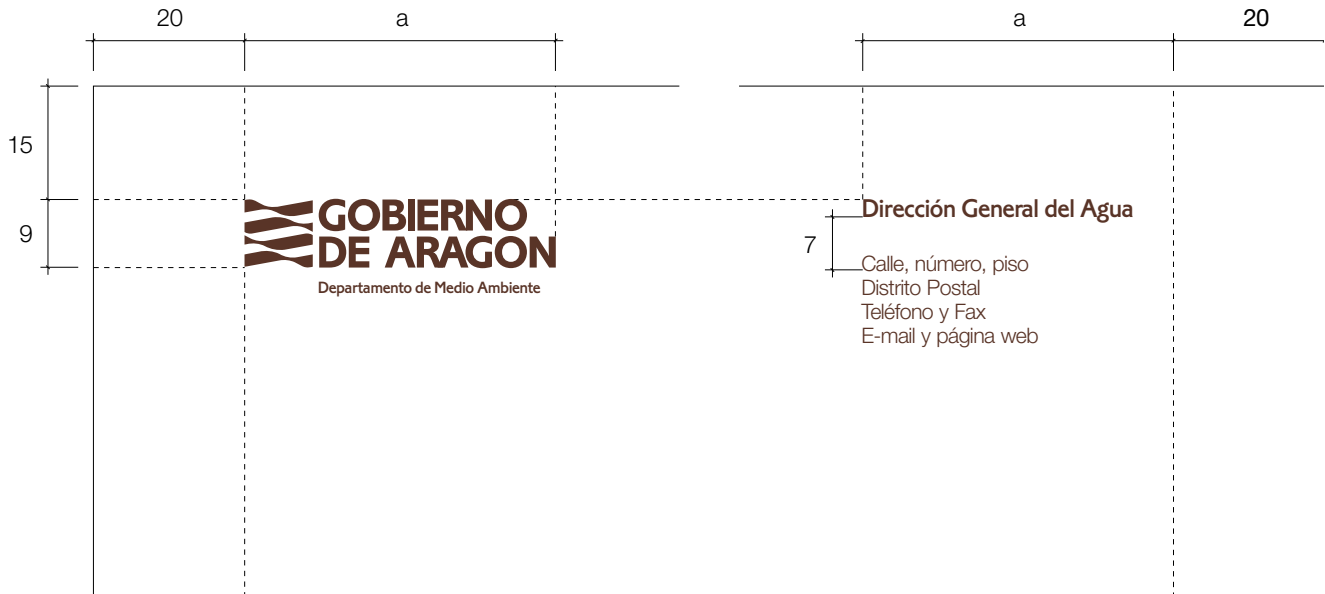 20 a a 20
15
9
GOBIERNO
DE ARAGON
Departamento de Medio Ambiente
Dirección General del Agua
7
Calle, número, piso
Distrito Postal
Teléfono y Fax
E-mail y página web